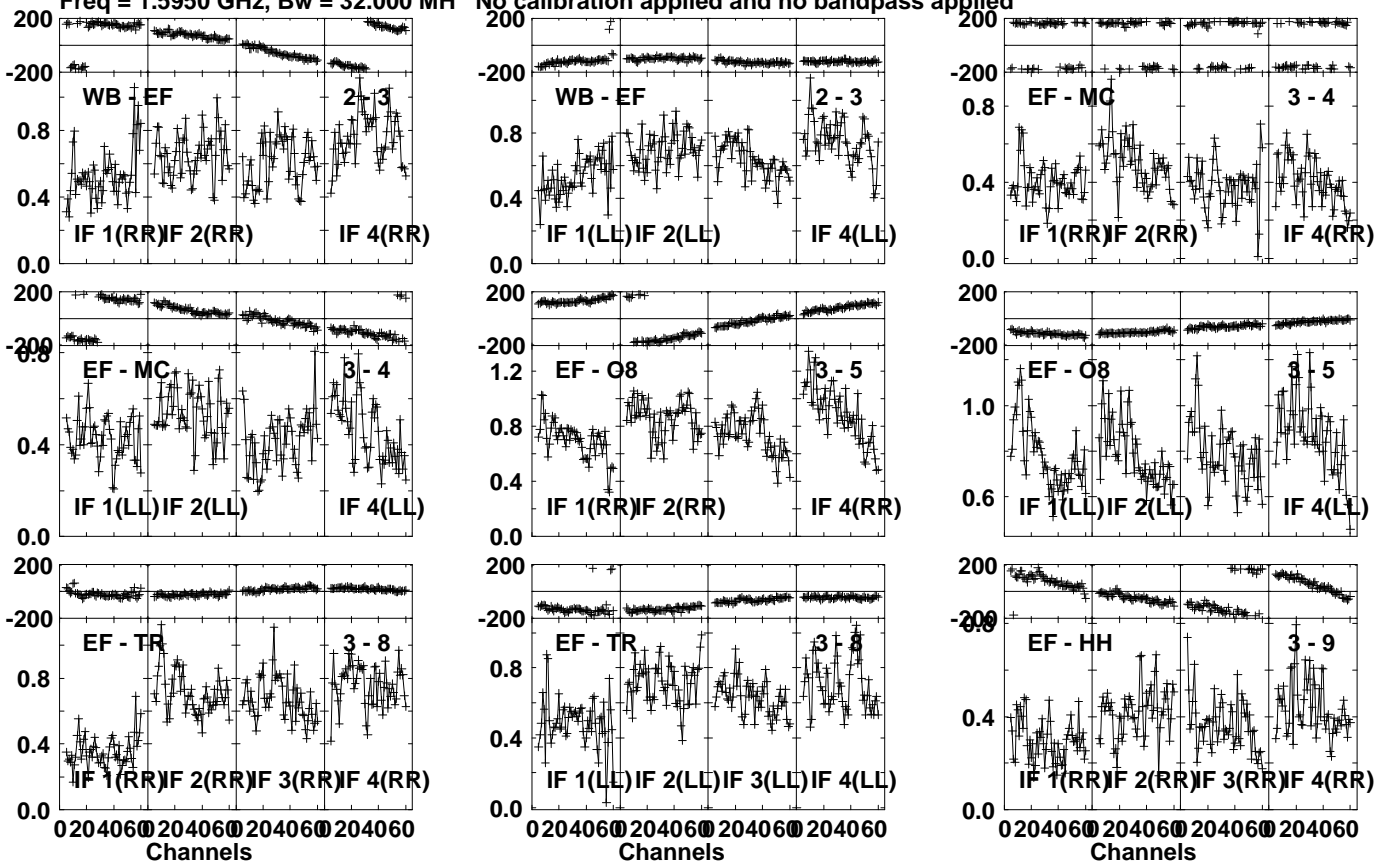 Freq = 1.5950 GHz, Bw = 32.000 MH No calibration applied and no bandpass applied
200 200 200
-200 -200 -200
WB - EF 2 - 3 WB - EF 2 - 3 EF - MC 3 - 4
0.8 0.8 0.8
0.4 0.4 0.4
IF 1(RR) IF 2(RR) IF 4(RR) IF 1(LL) IF 2(LL) IF 4(LL) IF 1(RR) IF 2(RR) IF 4(RR)
0.0 0.0 0.0
200 200 200
-200 -200 -200
0.8
EF - MC 3 - 4 EF - O8 3 - 5 EF - O8 3 - 5
1.2
1.0
0.8
0.4 0.4 0.6
IF 1(LL) IF 2(LL) IF 4(LL) IF 1(RR) IF 2(RR) IF 4(RR) IF 1(LL) IF 2(LL) IF 4(LL)
0.0 0.0
200 200 200
-200 -200 -200
0.8
EF - TR 3 - 8 EF - TR 3 - 8 EF - HH 3 - 9
0.8 0.8
0.4 0.4 0.4
IF 1(RR) IF 2(RR) IF 3(RR) IF 4(RR) IF 1(LL) IF 2(LL) IF 3(LL) IF 4(LL) IF 1(RR) IF 2(RR) IF 3(RR) IF 4(RR)
0.0 0.0 0.0
0 20 40 60 0 20 40 60 0 20 40 60 0 20 40 60 0 20 40 60 0 20 40 60 0 20 40 60 0 20 40 60 0 20 40 60 0 20 40 60 0 20 40 60 0 20 40 60
Channels Channels Channels